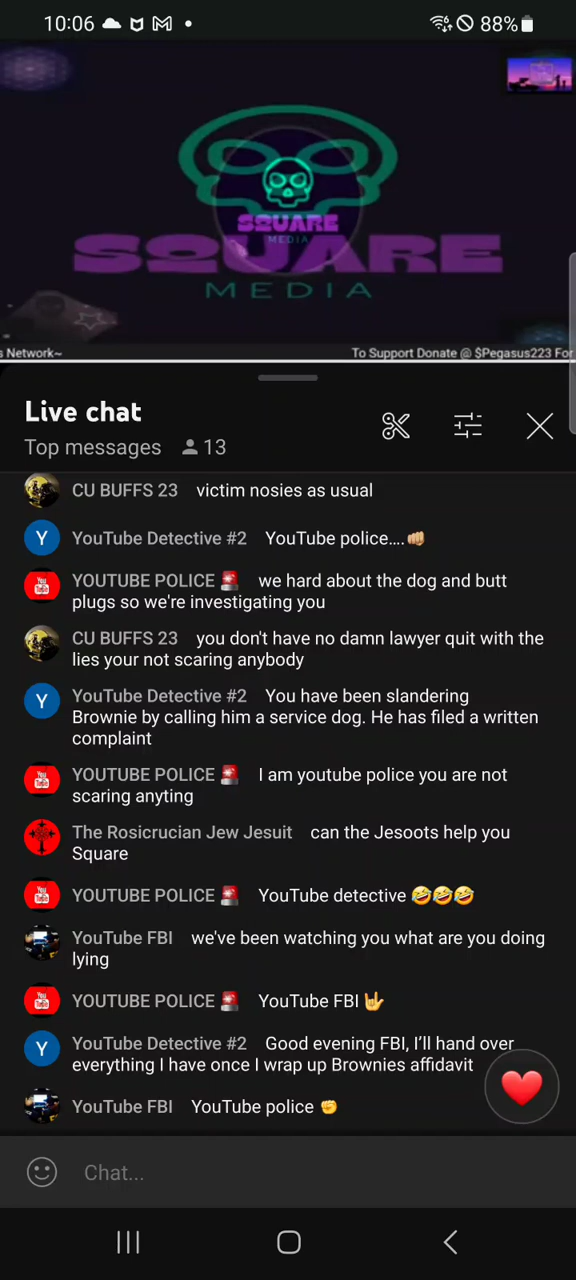 10:06
88%
SQUARE
MEDIA
SQUARE
MEDIA
s Network~ To Support Donate @ $Pegasus223 For
Live chat
Top messages 13
CU BUFFS 23 victim nosies as usual
Y YouTube Detective #2 YouTube police....👊🏼
YOUTUBE POLICE 🚨 we hard about the dog and butt
plugs so we're investigating you
CU BUFFS 23 you don't have no damn lawyer quit with the
lies your not scaring anybody
Y YouTube Detective #2 You have been slandering
Brownie by calling him a service dog. He has filed a written
complaint
YOUTUBE POLICE 🚨 I am youtube police you are not
scaring anyting
The Rosicrucian Jew Jesuit can the Jesoots help you
Square
YOUTUBE POLICE 🚨 YouTube detective 🤣🤣🤣
YouTube FBI we've been watching you what are you doing
lying
YOUTUBE POLICE 🚨 YouTube FBI 🤟
Y YouTube Detective #2 Good evening FBI, I'll hand over
everything I have once I wrap up Brownies affidavit
YouTube FBI YouTube police ✊
Chat...